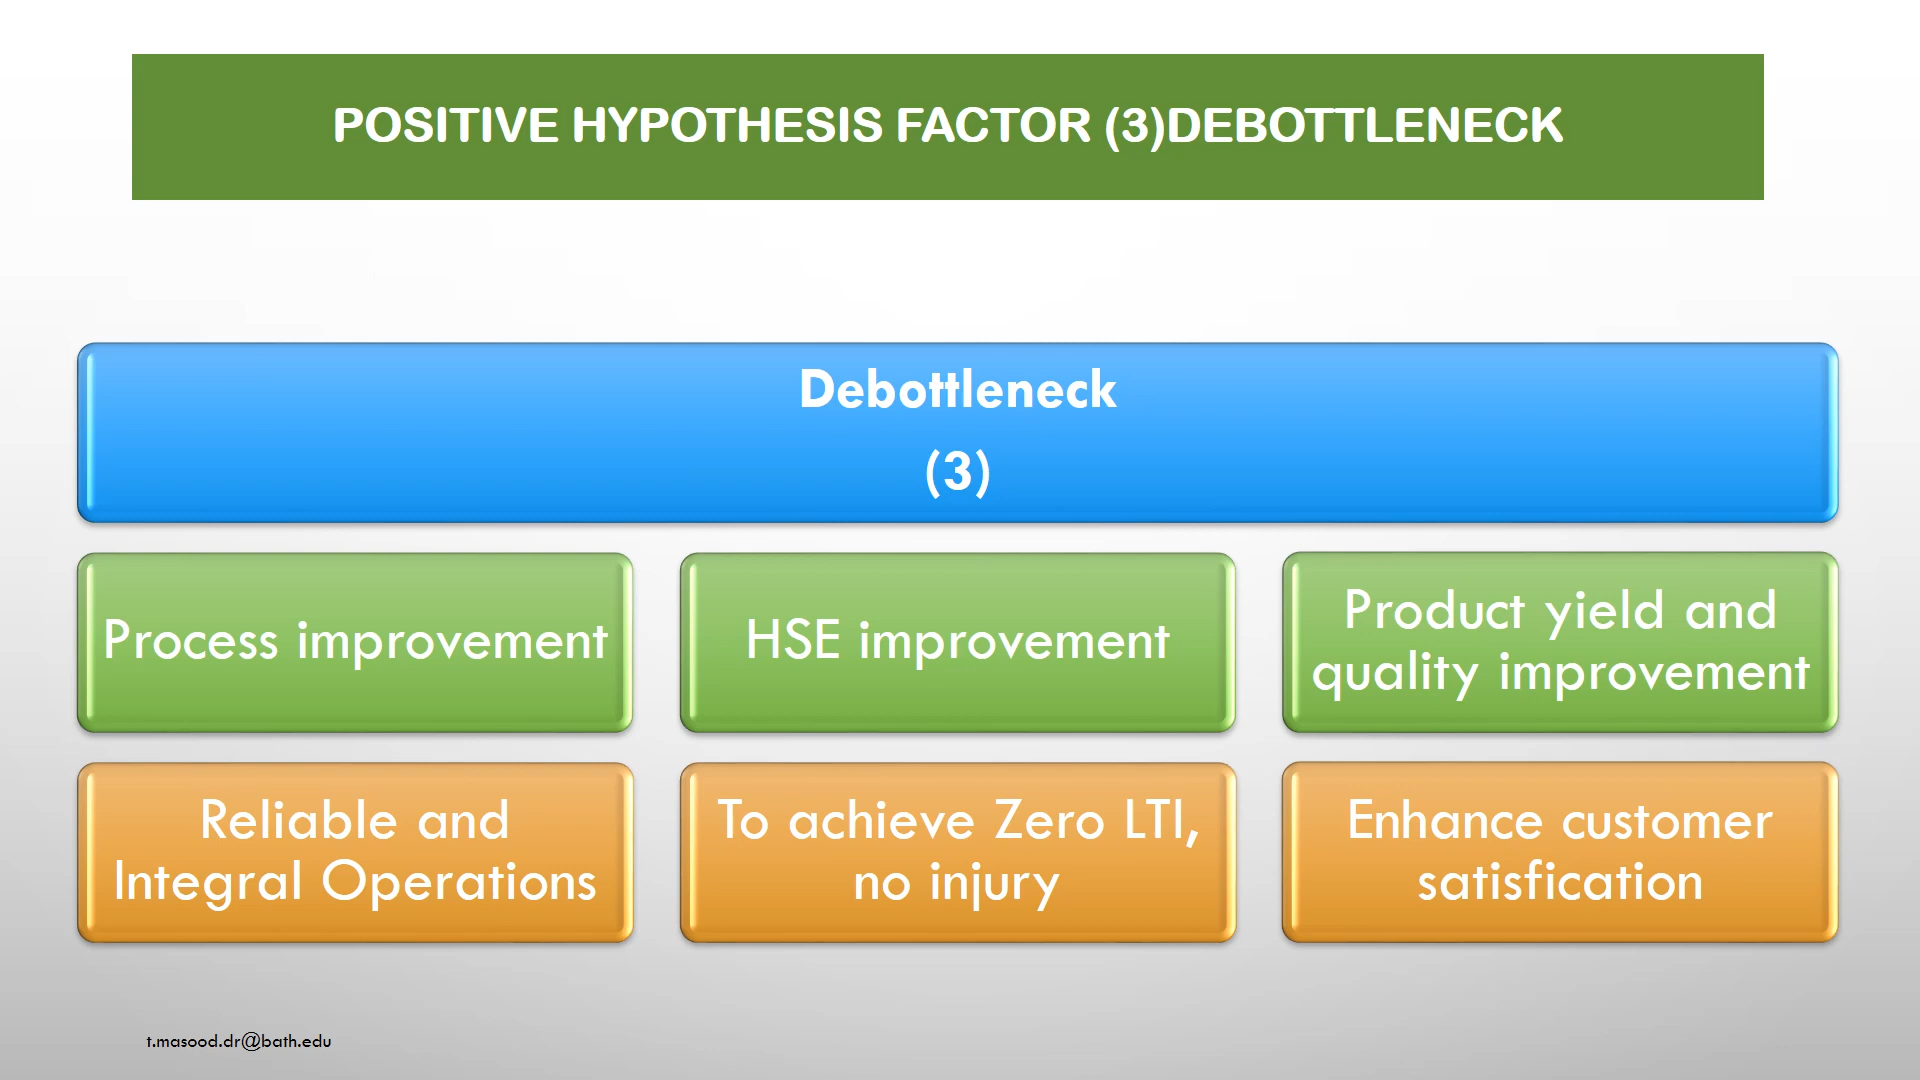 POSITIVE HYPOTHESIS FACTOR (3)DEBOTTLENECK
Debottleneck
(3)
Process improvement
HSE improvement
Product yield and
quality improvement
Reliable and
Integral Operations
To achieve Zero LTI,
no injury
Enhance customer
satisfication
t.masood.dr@bath.edu